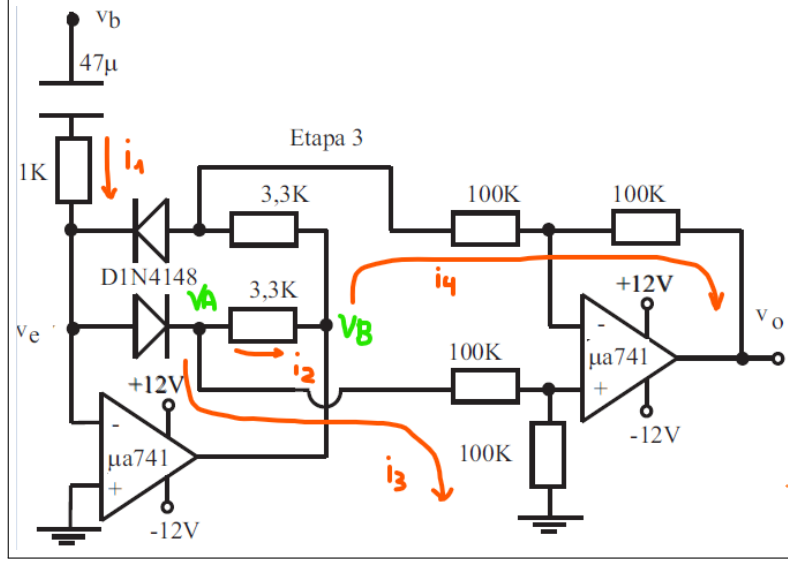 vb
47µ
Etapa 3
i1
1K
3,3K
100K
100K
D1N4148
VA
3,3K
VB
i4
+12V
ve
i2
100K
-
µa741
+
vo
+12V
-
µa741
+
-12V
100K
i3
-12V